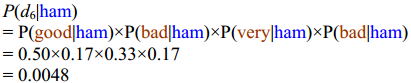 P(d₆|ham)
= P(good|ham)×P(bad|ham)×P(very|ham)×P(bad|ham)
= 0.50×0.17×0.33×0.17
= 0.0048